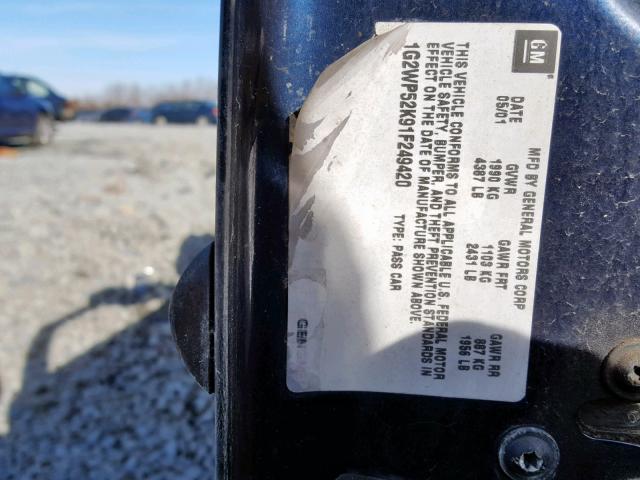 GM
MFD BY GENERAL MOTORS CORP
DATE GVWR GAWR FRT GAWR RR
05/01 1990 KG 1103 KG 887 KG
4387 LB 2431 LB 1956 LB
THIS VEHICLE CONFORMS TO ALL APPLICABLE U.S. FEDERAL MOTOR
VEHICLE SAFETY, BUMPER, AND THEFT PREVENTION STANDARDS IN
EFFECT ON THE DATE OF MANUFACTURE SHOWN ABOVE.
1G2WP52K91F249420 TYPE: PASS CAR